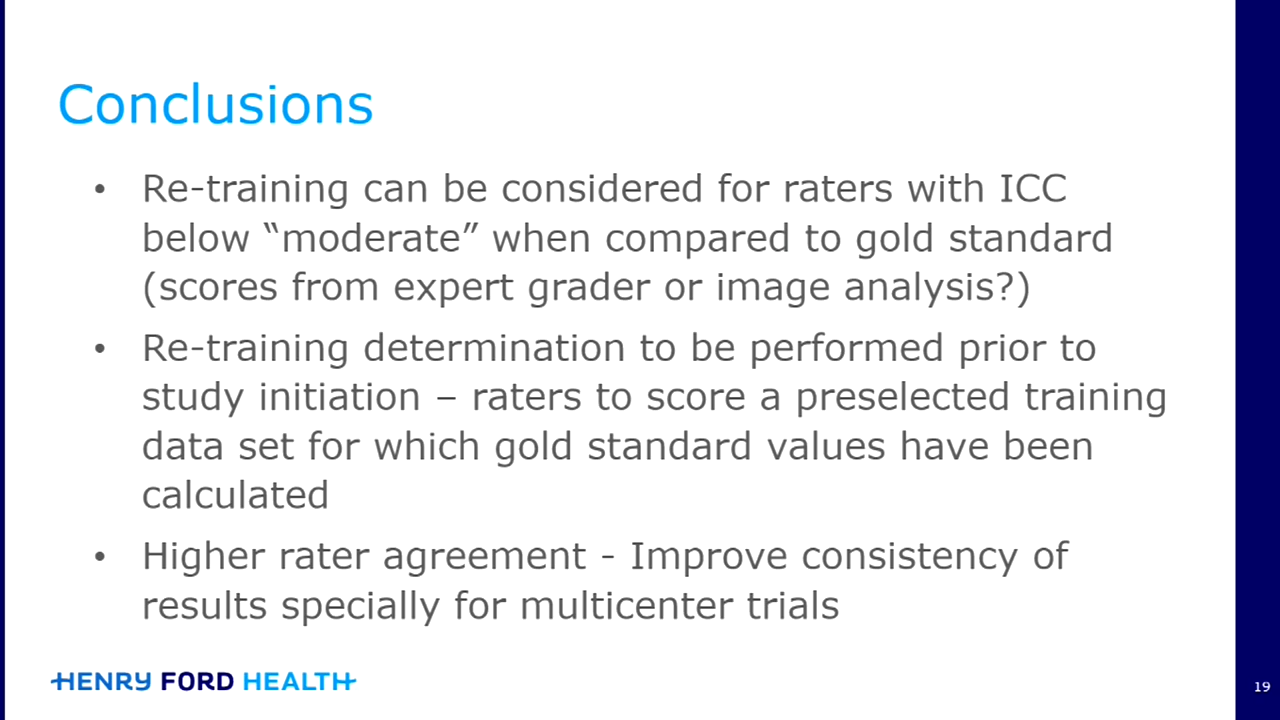 Conclusions
• Re-training can be considered for raters with ICC
below “moderate” when compared to gold standard
(scores from expert grader or image analysis?)
• Re-training determination to be performed prior to
study initiation – raters to score a preselected training
data set for which gold standard values have been
calculated
• Higher rater agreement - Improve consistency of
results specially for multicenter trials
HENRY FORD HEALTH
19